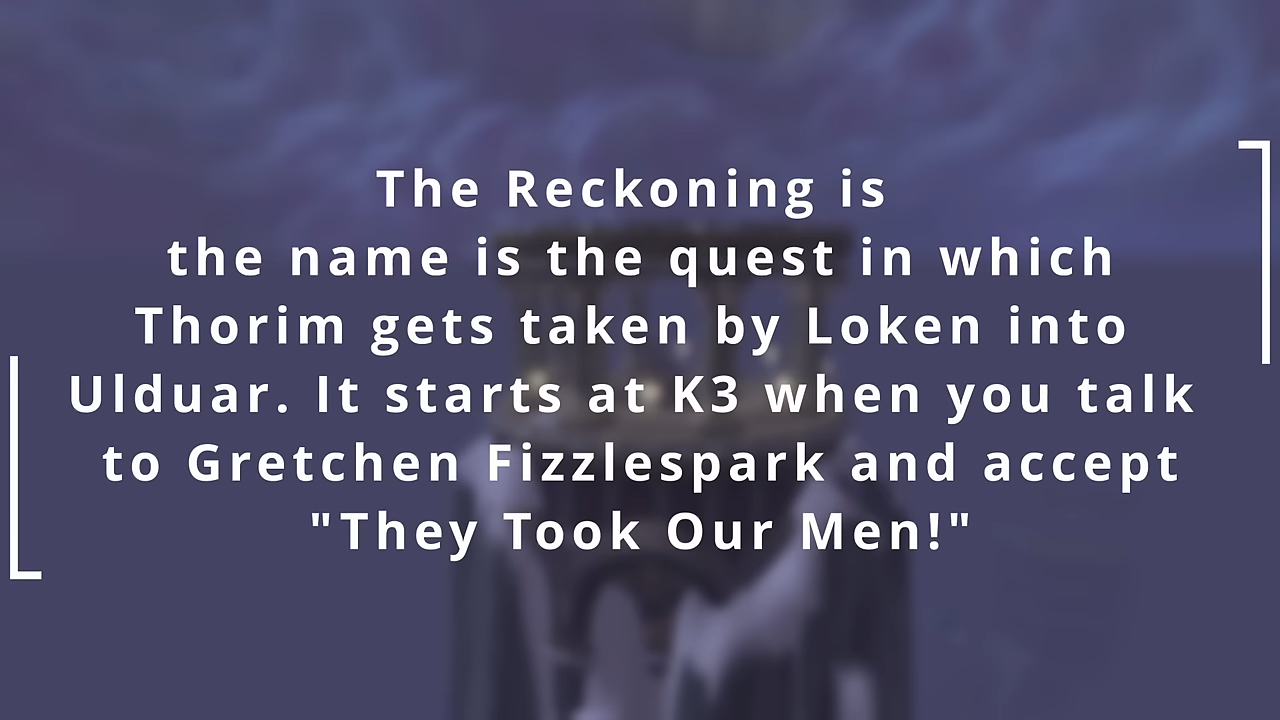 The Reckoning is
the name is the quest in which
Thorim gets taken by Loken into
Ulduar. It starts at K3 when you talk
to Gretchen Fizzlespark and accept
"They Took Our Men!"